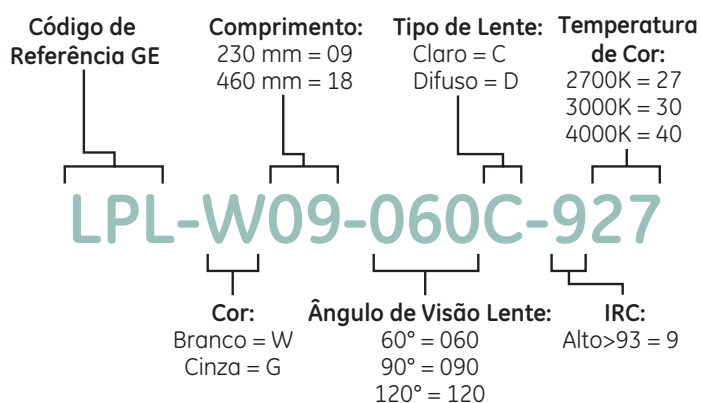 Código de
Referência GE
Comprimento:
230 mm = 09
460 mm = 18
Tipo de Lente:
Claro = C
Difuso = D
Temperatura
de Cor:
2700K = 27
3000K = 30
4000K = 40
LPL-W09-060C-927
Cor:
Branco = W
Cinza = G
Ângulo de Visão Lente:
60° = 060
90° = 090
120° = 120
IRC:
Alto>93 = 9